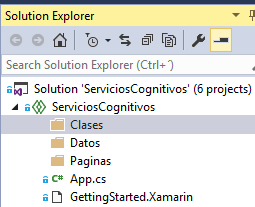 Solution Explorer
Search Solution Explorer (Ctrl+´)
Solution 'ServiciosCognitivos' (6 projects)
ServiciosCognitivos
Clases
Datos
Paginas
C# App.cs
GettingStarted.Xamarin